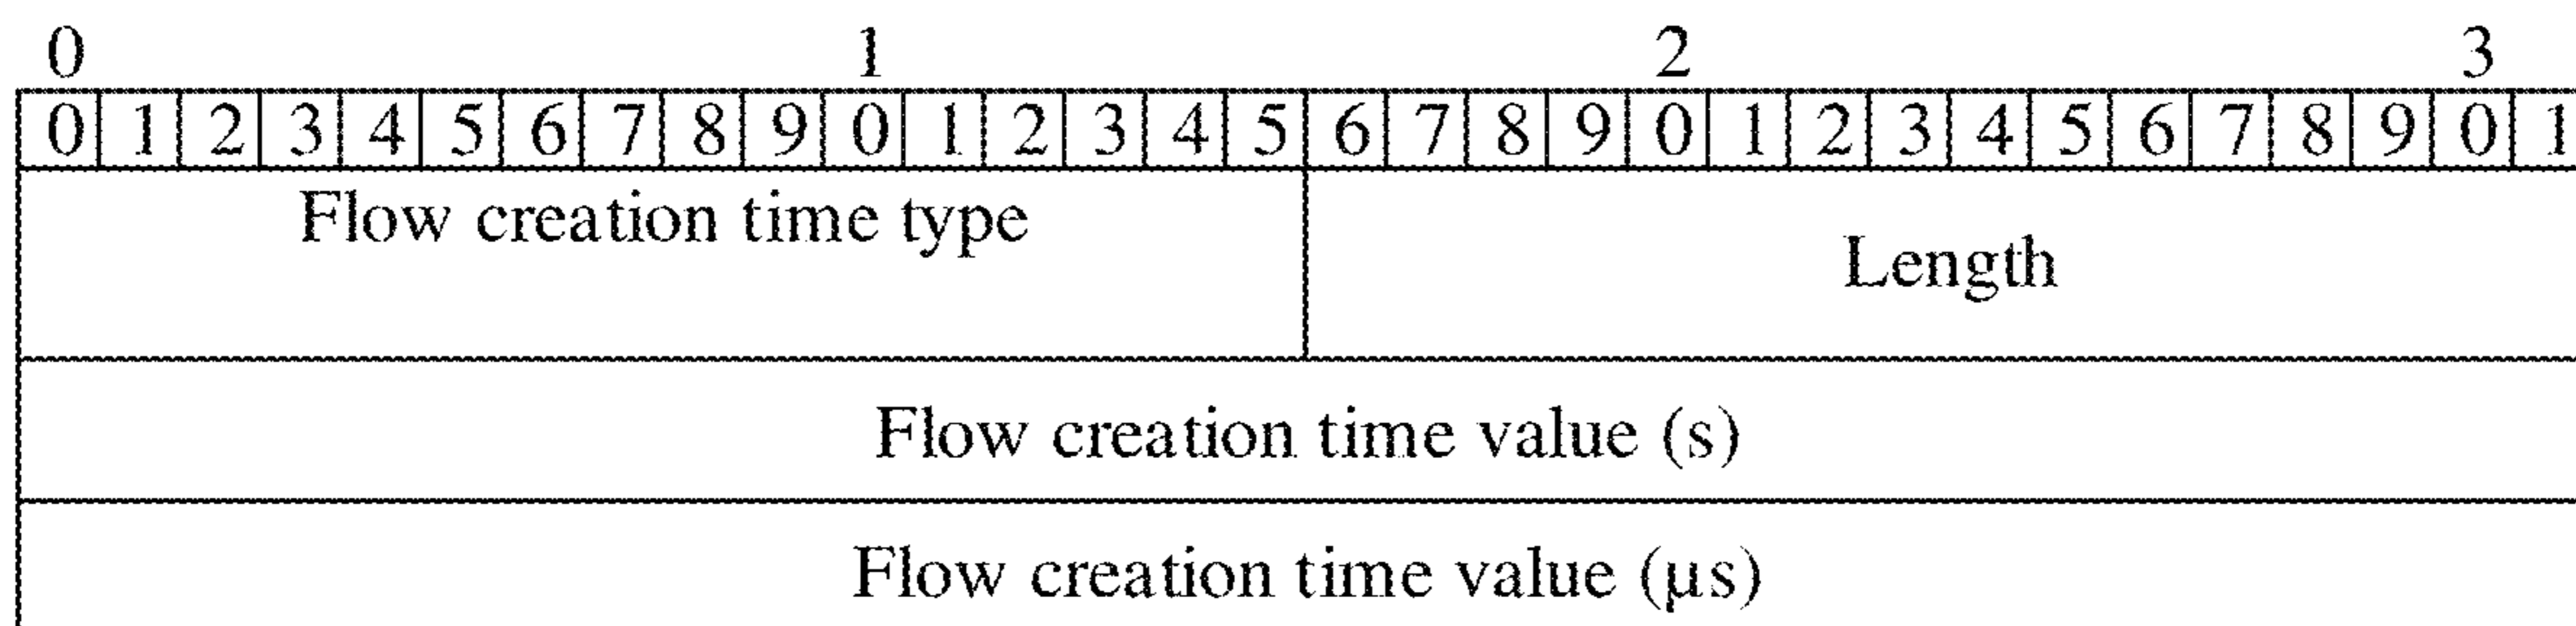 0 1 2 3
0 1 2 3 4 5 6 7 8 9 0 1 2 3 4 5 6 7 8 9 0 1 2 3 4 5 6 7 8 9 0 1
Flow creation time type
Length
Flow creation time value (s)
Flow creation time value (μs)